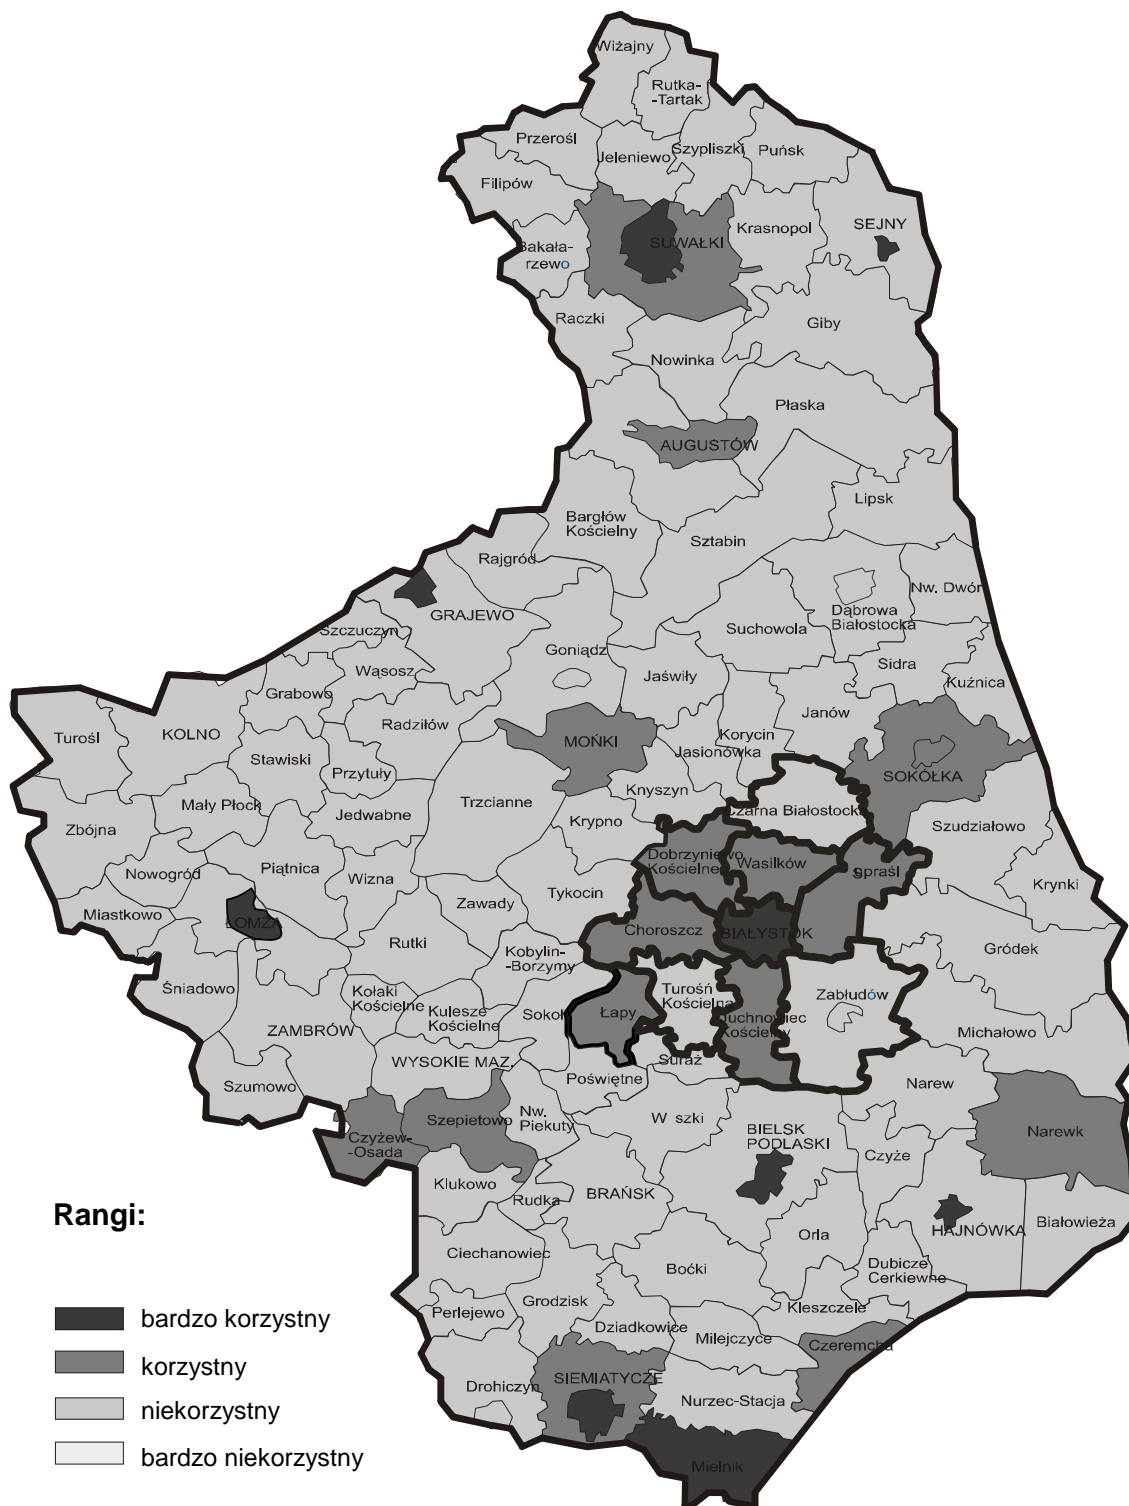 Wiżajny
Rutka-
-Tartak
Przerośl
Jeleniewo
Szypliszki
Puńsk
Filipów
SUWAŁKI
Krasnopol
SEJNY
Bakała-
rzewo
Raczki
Giby
Nowinka
Płaska
AUGUSTÓW
Lipsk
Bargłów
Kościelny
Sztabin
Rajgród
Nw. Dwór
GRAJEWO
Dąbrowa
Białostocka
Suchowola
Szczuczyn
Goniądz
Sidra
Wąsosz
Jaświły
Kuźnica
Grabowo
Janów
Radziłów
Turośl
KOLNO
Korycin
MOŃKI
Jasionówka
Stawiski
SOKÓŁKA
Przytuły
Knyszyn
Trzcianne
Mały Płock
Jedwabne
Czarna Białostocka
Krypno
Szudziałowo
Zbójna
Dobrzyniewo
Kościelne
Wasilków
Supraśl
Nowogród
Piątnica
Wizna
Krynki
Tykocin
Zawady
Miastkowo
ŁOMŻA
Choroszcz
BIAŁYSTOK
Rutki
Kobylin-
-Borzymy
Gródek
Śniadowo
Kołaki
Kościelne
Turośń
Kościelna
Zabłudów
Kulesze
Kościelne
Sokoł
Łapy
Juchnowiec
Kościelny
ZAMBRÓW
Michałowo
WYSOKIE MAZ.
Suraż
Szumowo
Poświętne
Narew
Szepietowo
Nw.
Piekuty
W szki
BIELSK
PODLASKI
Narewk
Czyżew-
-Osada
Czyże
Klukowo
Rudka
BRAŃSK
HAJNÓWKA
Białowieża
Orla
Ciechanowiec
Boćki
Dubicze
Cerkiewne
Perlejewo
Grodzisk
Kleszczele
Dziadkowice
Milejczyce
Czeremcha
Drohiczyn
SIEMIATYCZE
Nurzec-Stacja
Mielnik
Rangi:
bardzo korzystny
korzystny
niekorzystny
bardzo niekorzystny